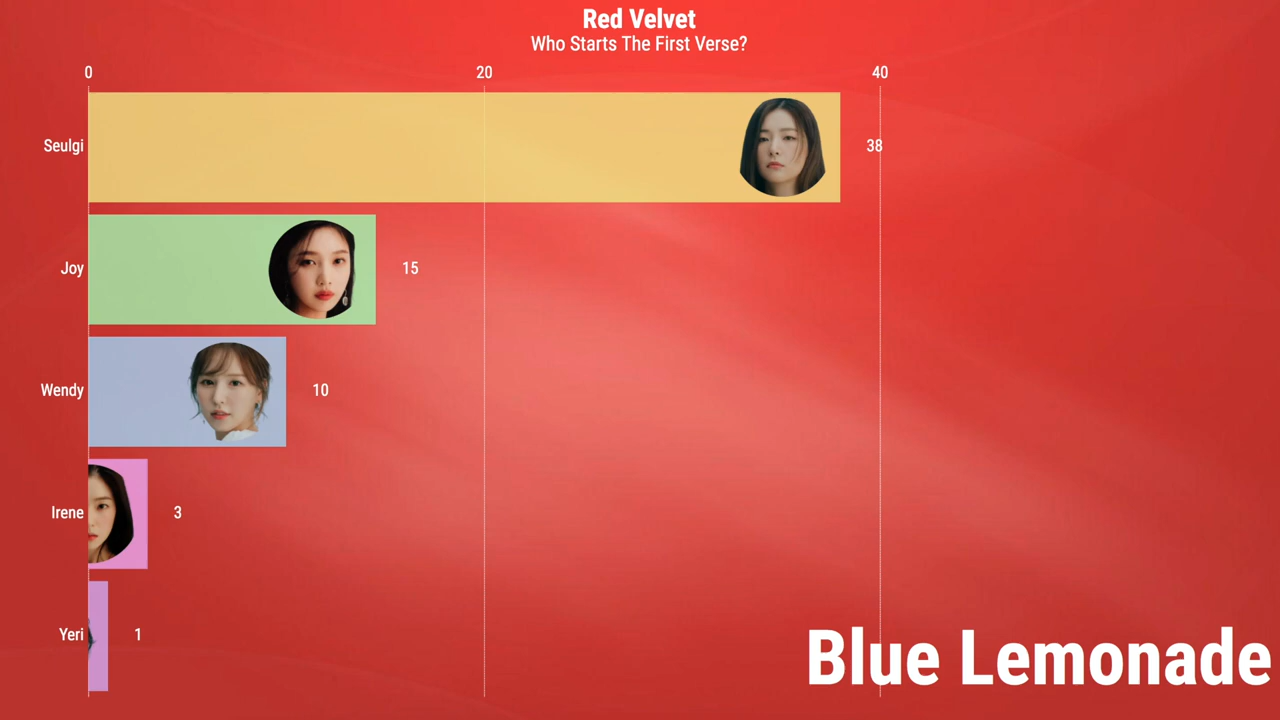 Red Velvet
Who Starts The First Verse?
0 20 40
Seulgi 38
Joy 15
Wendy 10
Irene 3
Yeri 1
Blue Lemonade